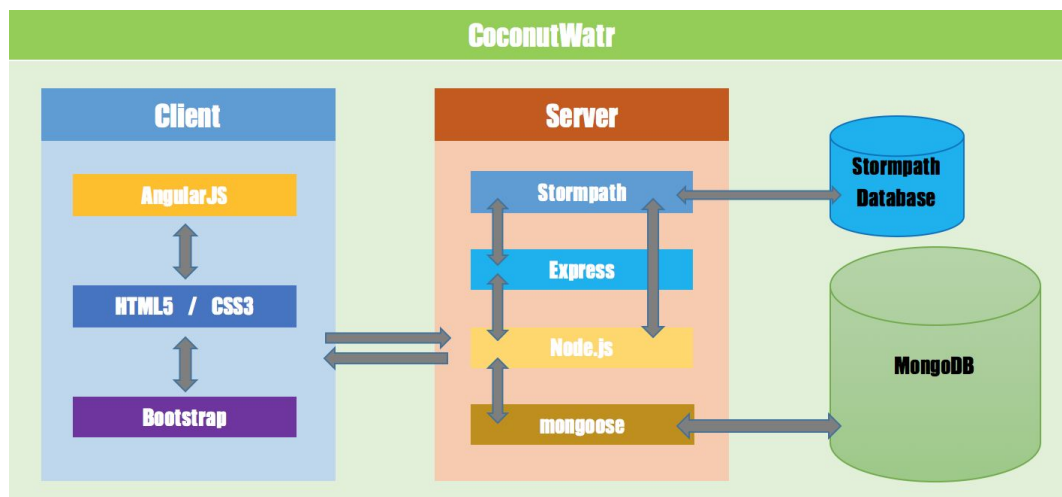 CoconutWatr
Client
AngularJS
HTML5 / CSS3
Bootstrap
Server
Stormpath
Express
Node.js
mongoose
Stormpath
Database
MongoDB